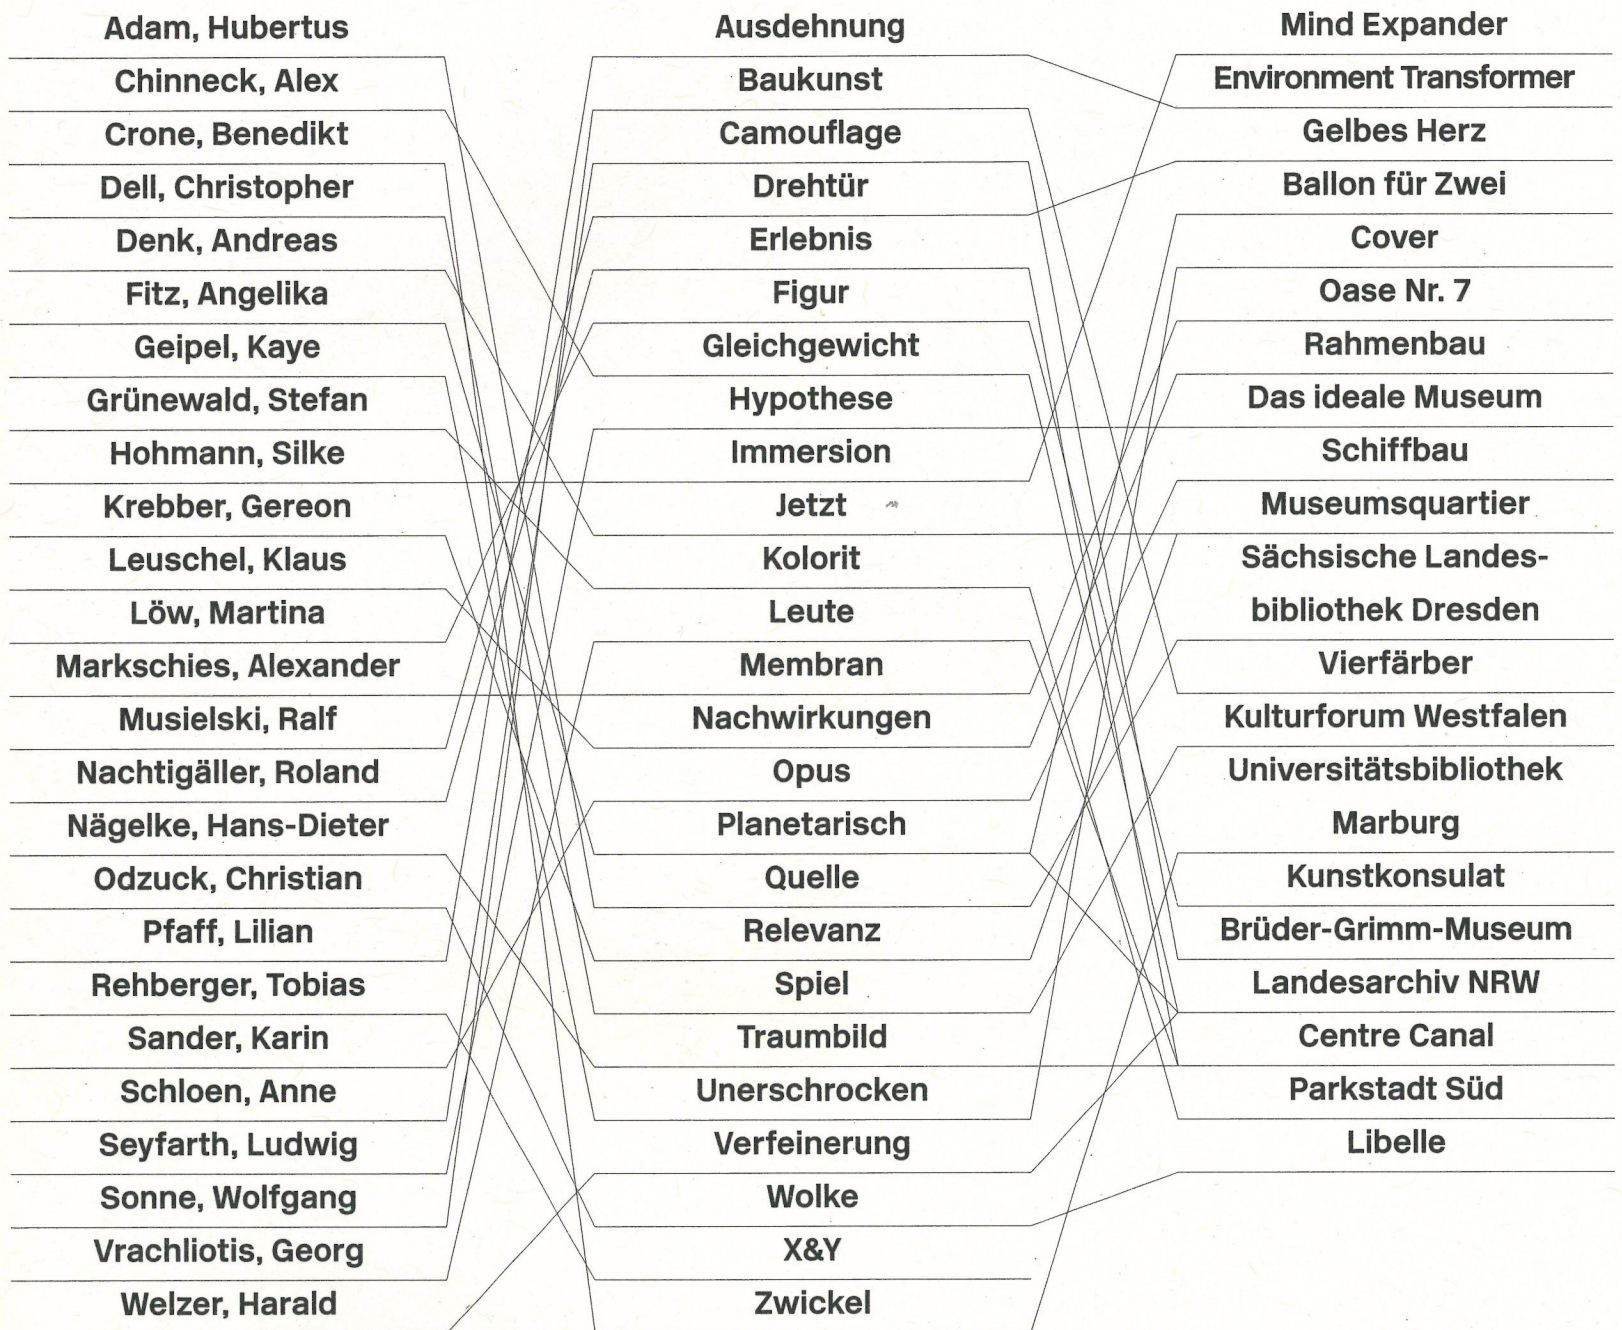 Adam, Hubertus
Chinneck, Alex
Crone, Benedikt
Dell, Christopher
Denk, Andreas
Fitz, Angelika
Geipel, Kaye
Grünewald, Stefan
Hohmann, Silke
Krebber, Gereon
Leuschel, Klaus
Löw, Martina
Markschies, Alexander
Musielski, Ralf
Nachtigäller, Roland
Nägelke, Hans-Dieter
Odzuck, Christian
Pfaff, Lilian
Rehberger, Tobias
Sander, Karin
Schloen, Anne
Seyfarth, Ludwig
Sonne, Wolfgang
Vrachliotis, Georg
Welzer, Harald
Ausdehnung
Baukunst
Camouflage
Drehtür
Erlebnis
Figur
Gleichgewicht
Hypothese
Immersion
Jetzt
Kolorit
Leute
Membran
Nachwirkungen
Opus
Planetarisch
Quelle
Relevanz
Spiel
Traumbild
Unerschrocken
Verfeinerung
Wolke
X&Y
Zwickel
Mind Expander
Environment Transformer
Gelbes Herz
Ballon für Zwei
Cover
Oase Nr. 7
Rahmenbau
Das ideale Museum
Schiffbau
Museumsquartier
Sächsische Landes-
bibliothek Dresden
Vierfärber
Kulturforum Westfalen
Universitätsbibliothek
Marburg
Kunstkonsulat
Brüder-Grimm-Museum
Landesarchiv NRW
Centre Canal
Parkstadt Süd
Libelle